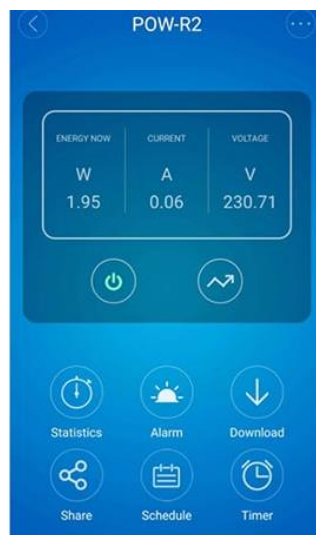 POW-R2
ENERGY NOW CURRENT VOLTAGE
W A V
1.95 0.06 230.71
Statistics Alarm Download
Share Schedule Timer